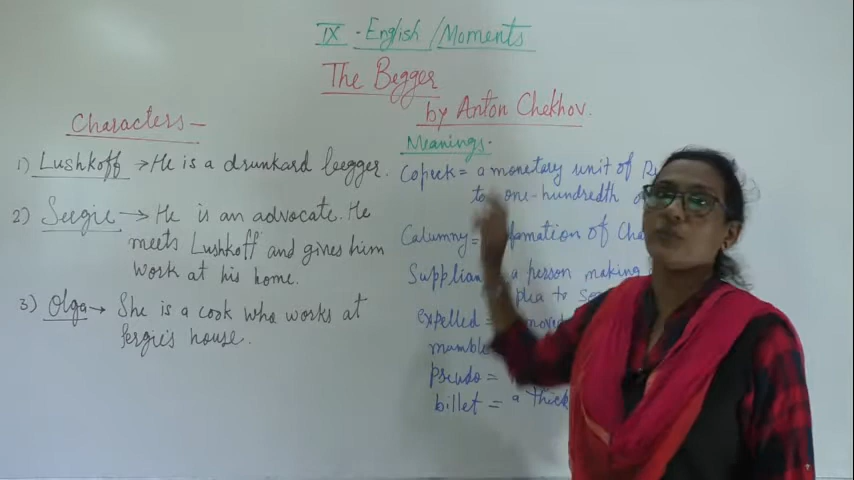 IX - English / Moments
The Begger
by Anton Chekhov.
Characters -
1) Lushkoff → He is a drunkard beegger.
2) Sergie → He is an advocate. He
meets Lushkoff and gives him
work at his home.
3) Olga → She is a cook who works at
Sergie's house.
Meanings -
Copeck = a monetary unit of
to one-hundredth
Calumny = of
a person making
plea to
expelled =
pseudo =
billet = a thick